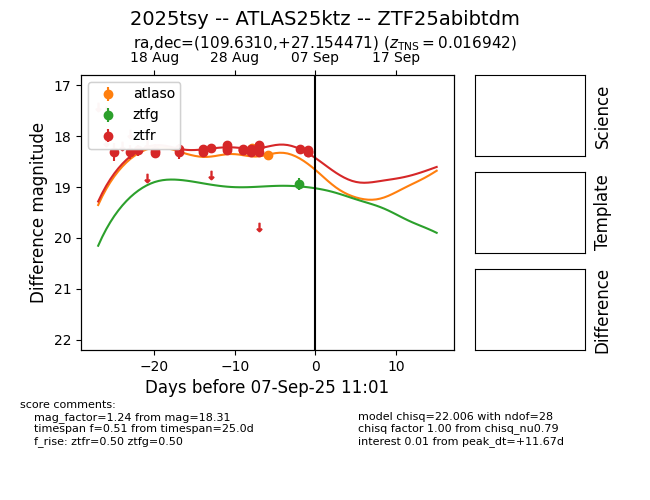 2025tsy -- ATLAS25ktz -- ZTF25abibtdm
ra,dec=(109.6310,+27.154471) (z_TNS = 0.016942)
18 Aug 28 Aug 07 Sep 17 Sep
atlaso
ztfg
ztfr
17
18
19
20
21
22
Difference magnitude
−20 −10 0 10
Days before 07-Sep-25 11:01
Science
Template
Difference
score comments:
mag_factor=1.24 from mag=18.31
timespan f=0.51 from timespan=25.0d
f_rise: ztfr=0.50 ztfg=0.50
model chisq=22.006 with ndof=28
chisq factor 1.00 from chisq_nu0.79
interest 0.01 from peak_dt=+11.67d